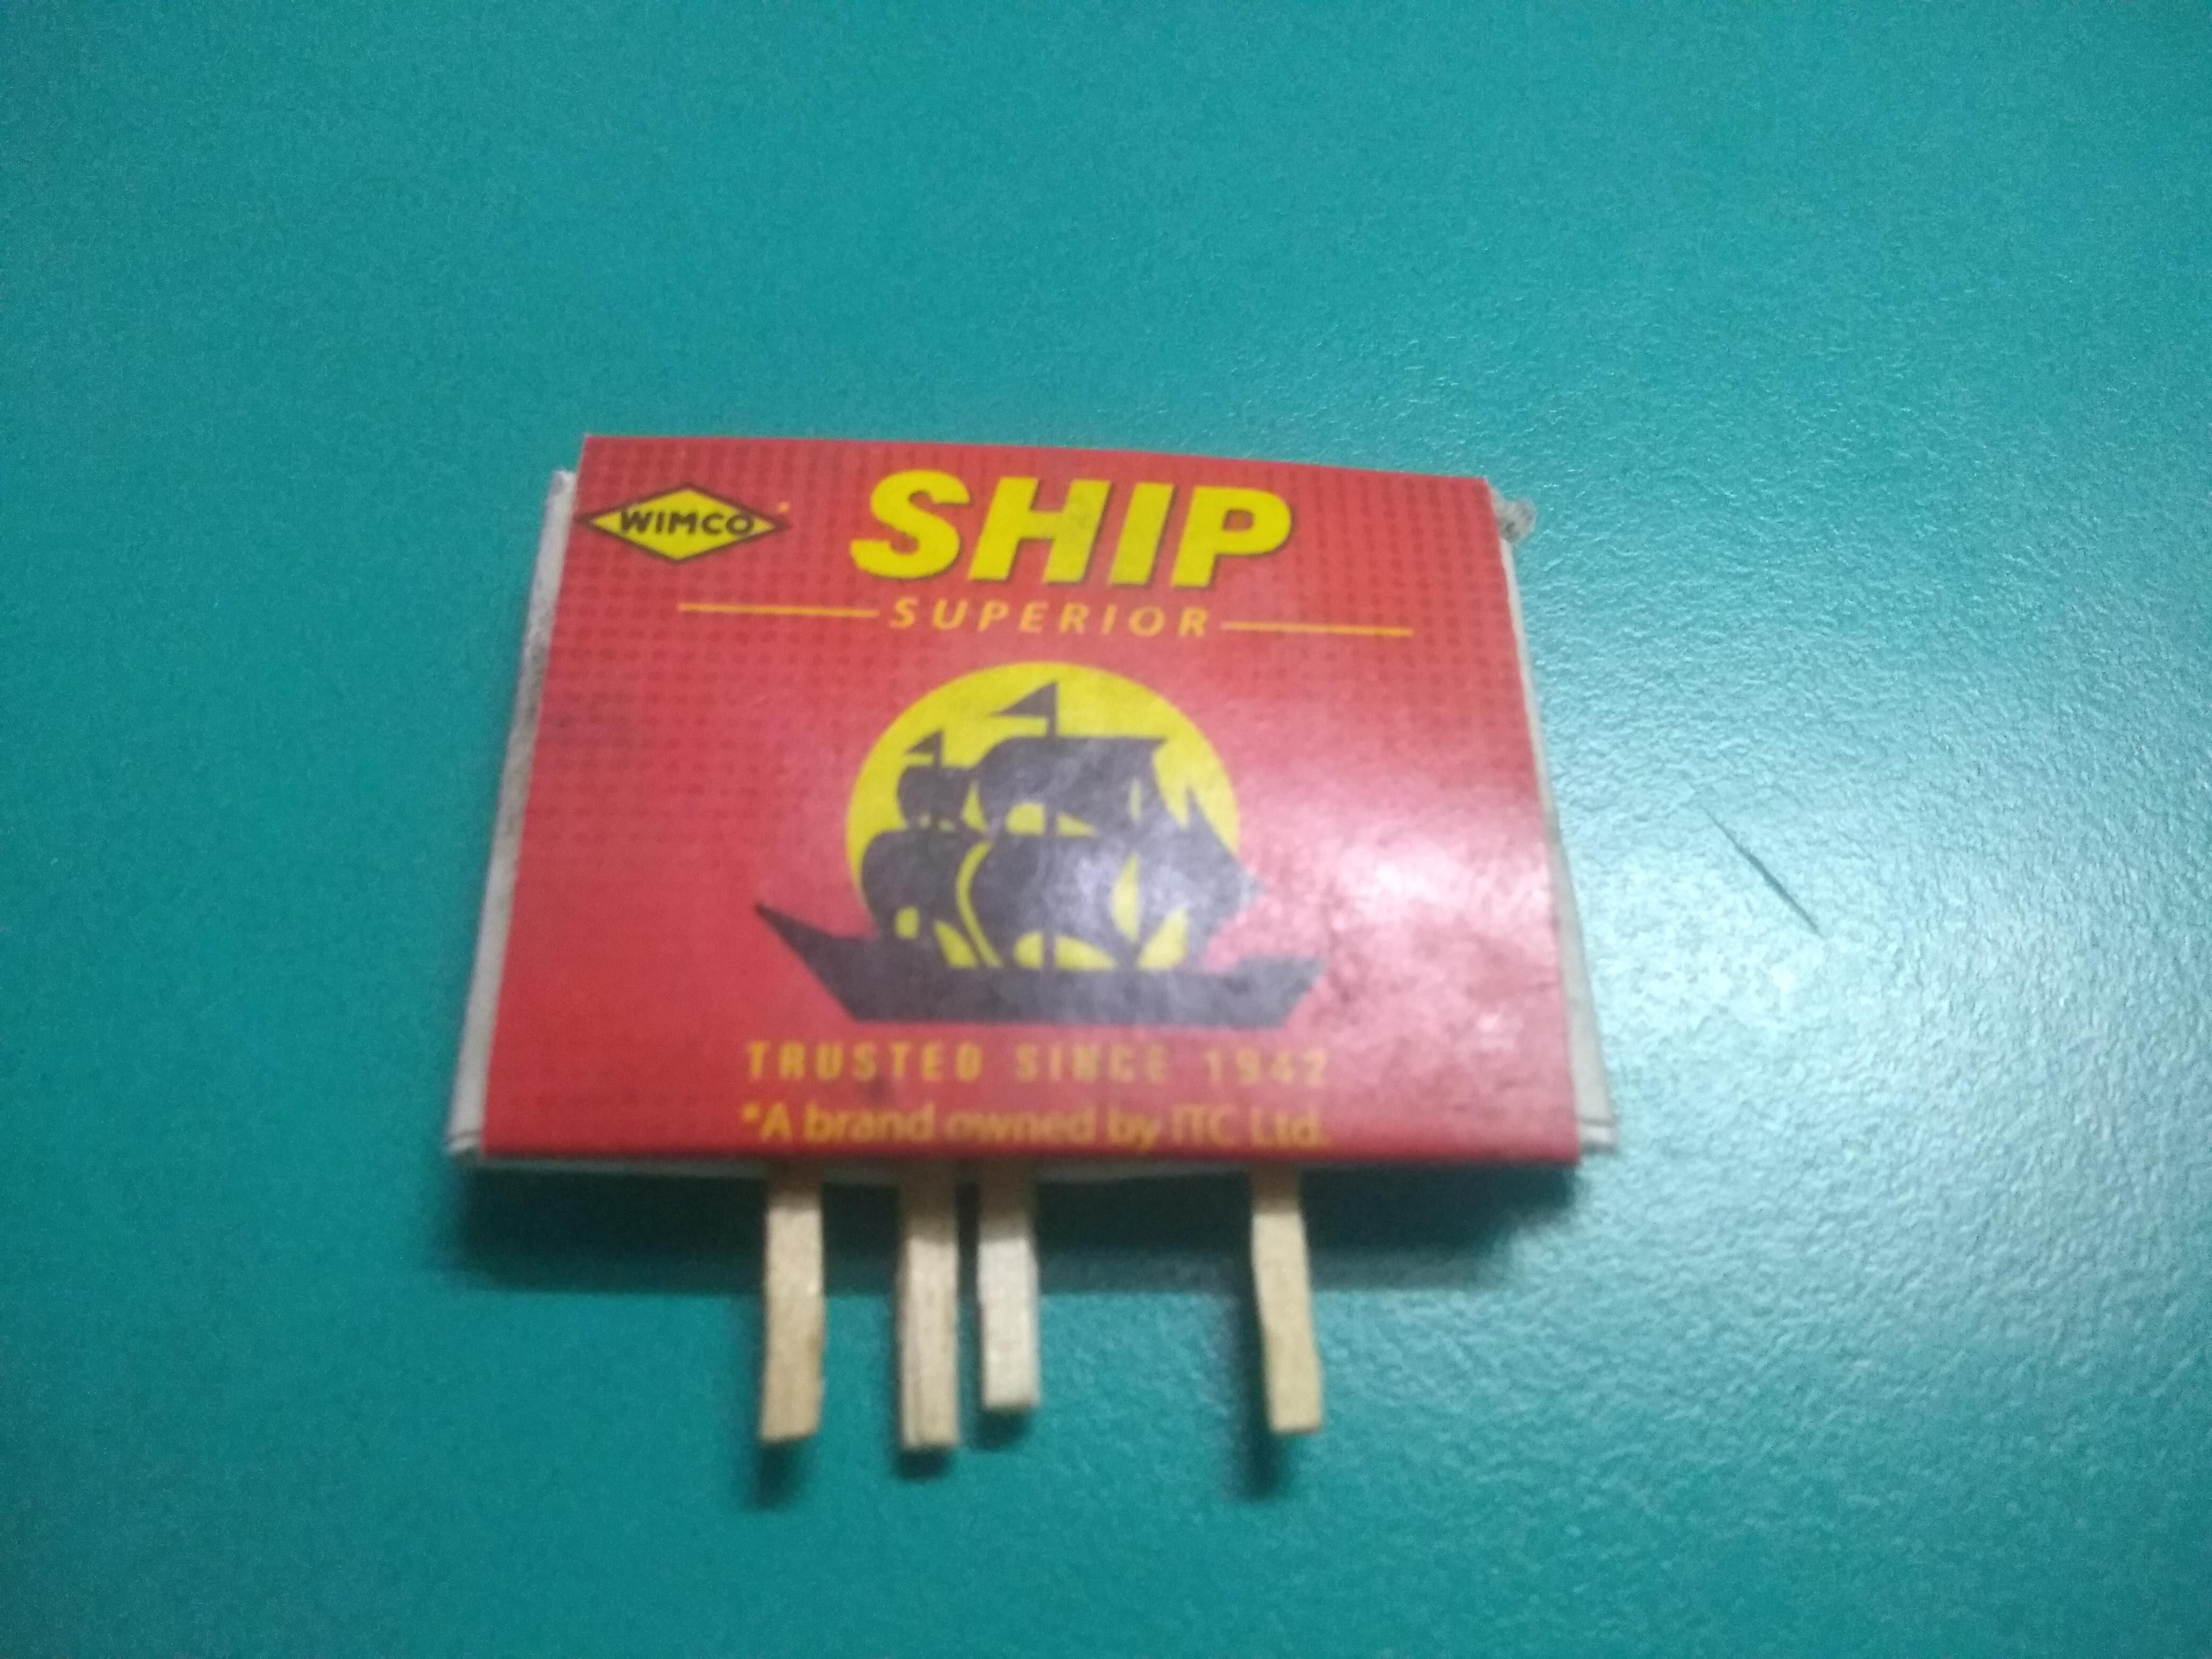 WIMCO*
SHIP
SUPERIOR
TRUSTED SINCE 1942
*A brand owned by ITC Ltd.